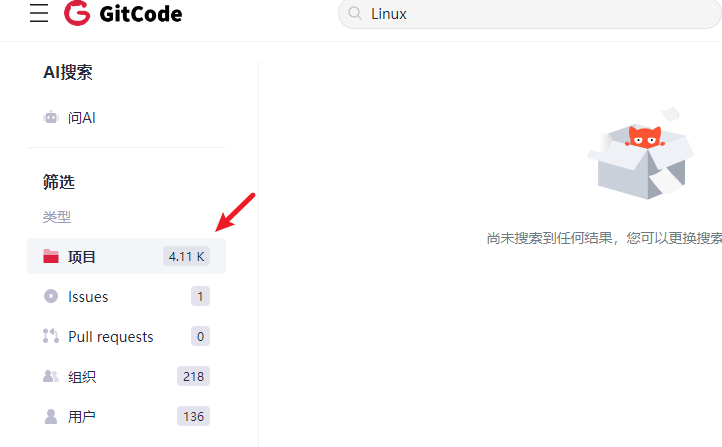 GitCode
Linux
AI搜索
问AI
筛选
类型
项目 4.11 K
Issues 1
Pull requests 0
组织 218
用户 136
尚未搜索到任何结果，您可以更换搜索